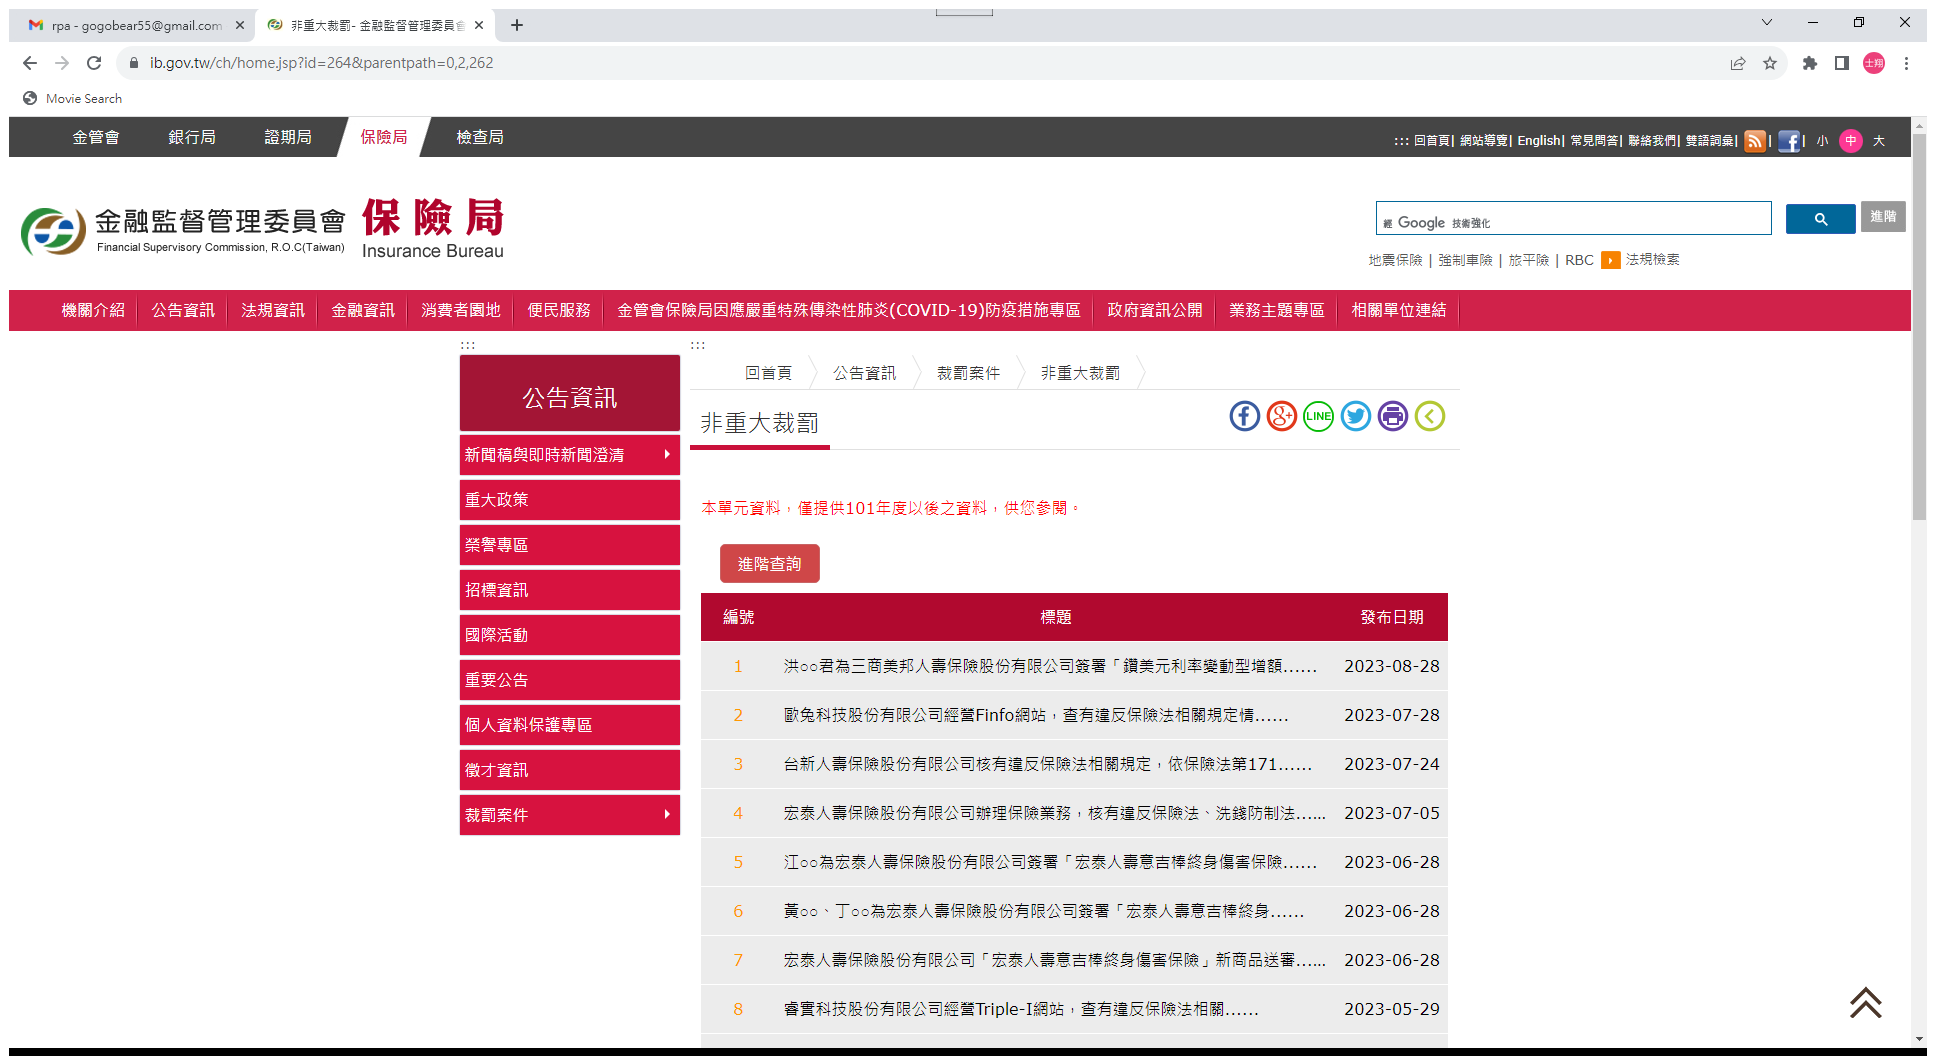 rpa - gogobear55@gmail.com
非重大裁罰- 金融監督管理委員會
ib.gov.tw/ch/home.jsp?id=264&parentpath=0,2,262
士翔
Movie Search
金管會 銀行局 證期局 保險局 檢查局
::: 回首頁| 網站導覽| English| 常見問答| 聯絡我們| 雙語詞彙| | | 小 中 大
金融監督管理委員會 保險局
Financial Supervisory Commission, R.O.C(Taiwan) Insurance Bureau
經 Google 技術強化
進階
地震保險 | 強制車險 | 旅平險 | RBC 法規檢索
機關介紹 公告資訊 法規資訊 金融資訊 消費者園地 便民服務 金管會保險局因應嚴重特殊傳染性肺炎(COVID-19)防疫措施專區 政府資訊公開 業務主題專區 相關單位連結
:::
公告資訊
新聞稿與即時新聞澄清
重大政策
榮譽專區
招標資訊
國際活動
重要公告
個人資料保護專區
徵才資訊
裁罰案件
:::
回首頁 公告資訊 裁罰案件 非重大裁罰
非重大裁罰
LINE
本單元資料，僅提供101年度以後之資料，供您參閱。
進階查詢
編號 標題 發布日期
1 洪○○君為三商美邦人壽保險股份有限公司簽署「鑽美元利率變動型增額...... 2023-08-28
2 歐兔科技股份有限公司經營Finfo網站，查有違反保險法相關規定情...... 2023-07-28
3 台新人壽保險股份有限公司核有違反保險法相關規定，依保險法第171...... 2023-07-24
4 宏泰人壽保險股份有限公司辦理保險業務，核有違反保險法、洗錢防制法...... 2023-07-05
5 江○○為宏泰人壽保險股份有限公司簽署「宏泰人壽意吉棒終身傷害保險...... 2023-06-28
6 黃○○、丁○○為宏泰人壽保險股份有限公司簽署「宏泰人壽意吉棒終身...... 2023-06-28
7 宏泰人壽保險股份有限公司「宏泰人壽意吉棒終身傷害保險」新商品送審...... 2023-06-28
8 睿實科技股份有限公司經營Triple-I網站，查有違反保險法相關...... 2023-05-29